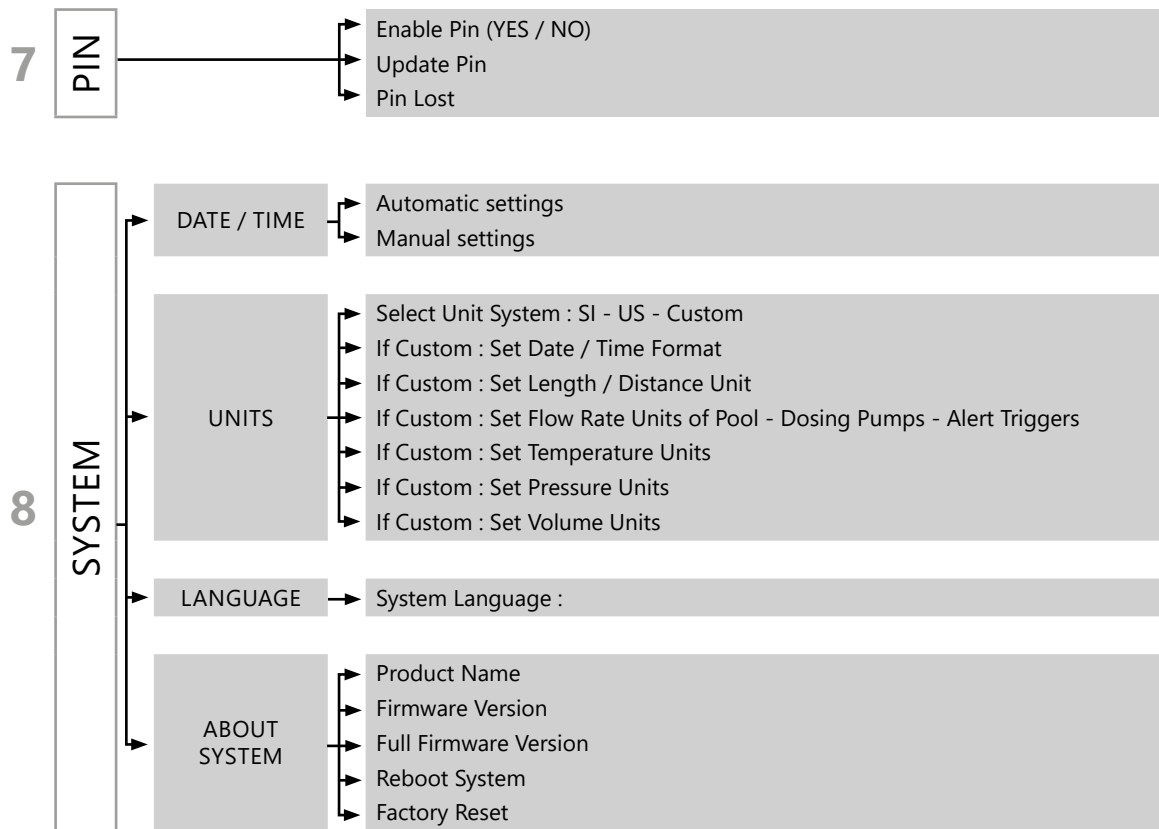 7
PIN
Enable Pin (YES / NO)
Update Pin
Pin Lost
8
SYSTEM
DATE / TIME
Automatic settings
Manual settings
UNITS
Select Unit System : SI - US - Custom
If Custom : Set Date / Time Format
If Custom : Set Length / Distance Unit
If Custom : Set Flow Rate Units of Pool - Dosing Pumps - Alert Triggers
If Custom : Set Temperature Units
If Custom : Set Pressure Units
If Custom : Set Volume Units
LANGUAGE
System Language :
ABOUT
SYSTEM
Product Name
Firmware Version
Full Firmware Version
Reboot System
Factory Reset